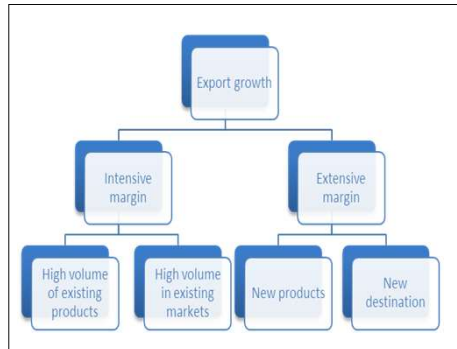 Export growth
Intensive
margin
Extensive
margin
High volume
of existing
products
High volume
in existing
markets
New products
New
destination